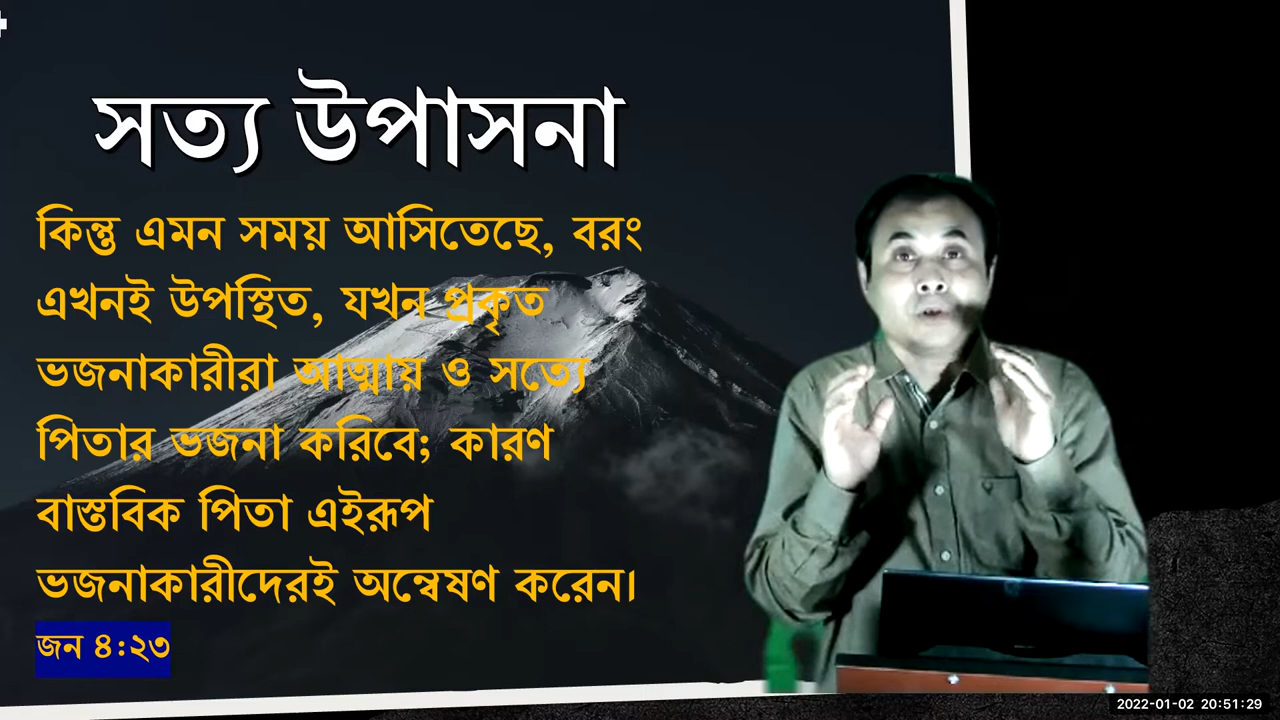 সত্য উপাসনা
কিন্তু এমন সময় আসিতেছে, বরং
এখনই উপস্থিত, যখন প্রকৃত
ভজনাকারীরা আত্মায় ও সত্যে
পিতার ভজনা করিবে; কারণ
বাস্তবিক পিতা এইরূপ
ভজনাকারীদেরই অন্বেষণ করেন।
জন ৪:২৩
2022-01-02 20:51:29